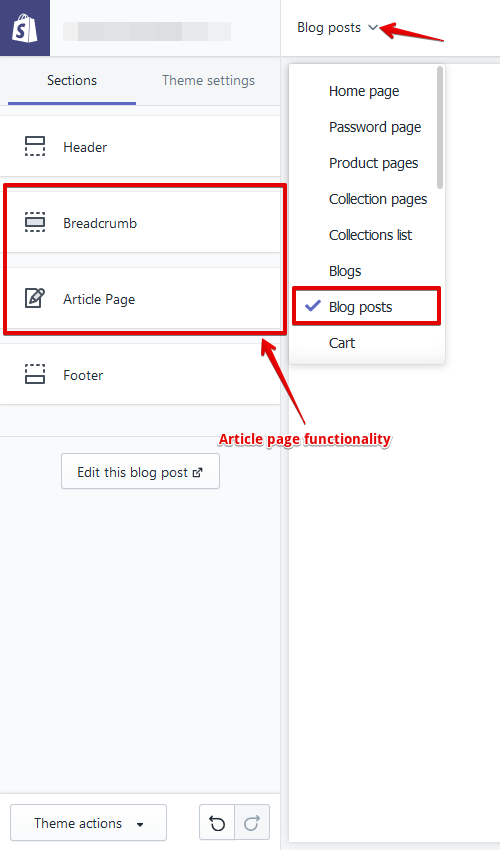 Blog posts
Sections
Theme settings
Header
Breadcrumb
Article Page
Footer
Edit this blog post
Theme actions
Home page
Password page
Product pages
Collection pages
Collections list
Blogs
Blog posts
Cart
Article page functionality